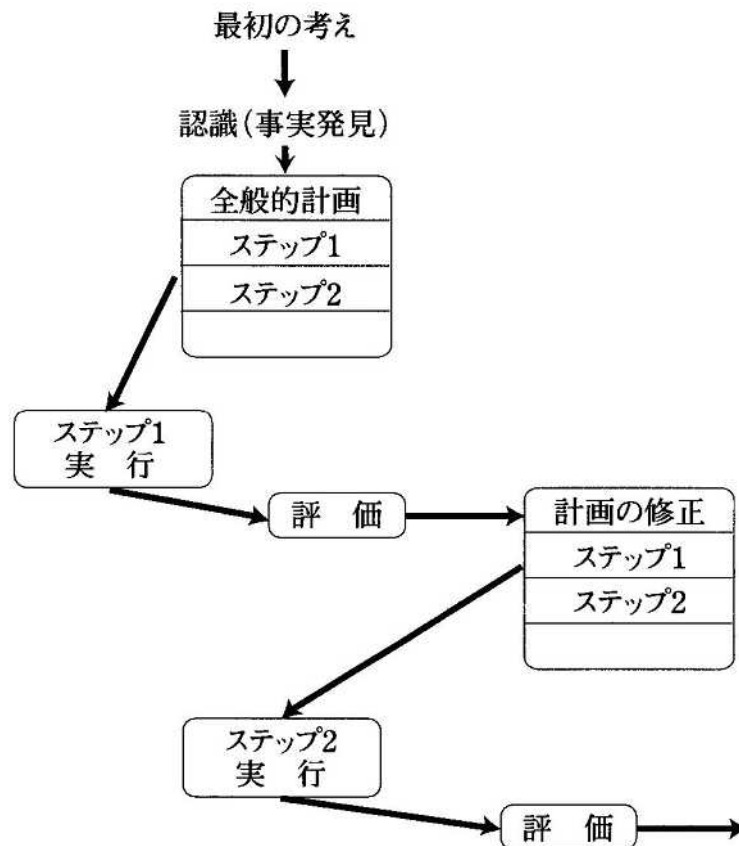 最初の考え
認識(事実発見)
全般的計画
ステップ1
ステップ2
ステップ1
実　行
評　価
計画の修正
ステップ1
ステップ2
ステップ2
実　行
評　価